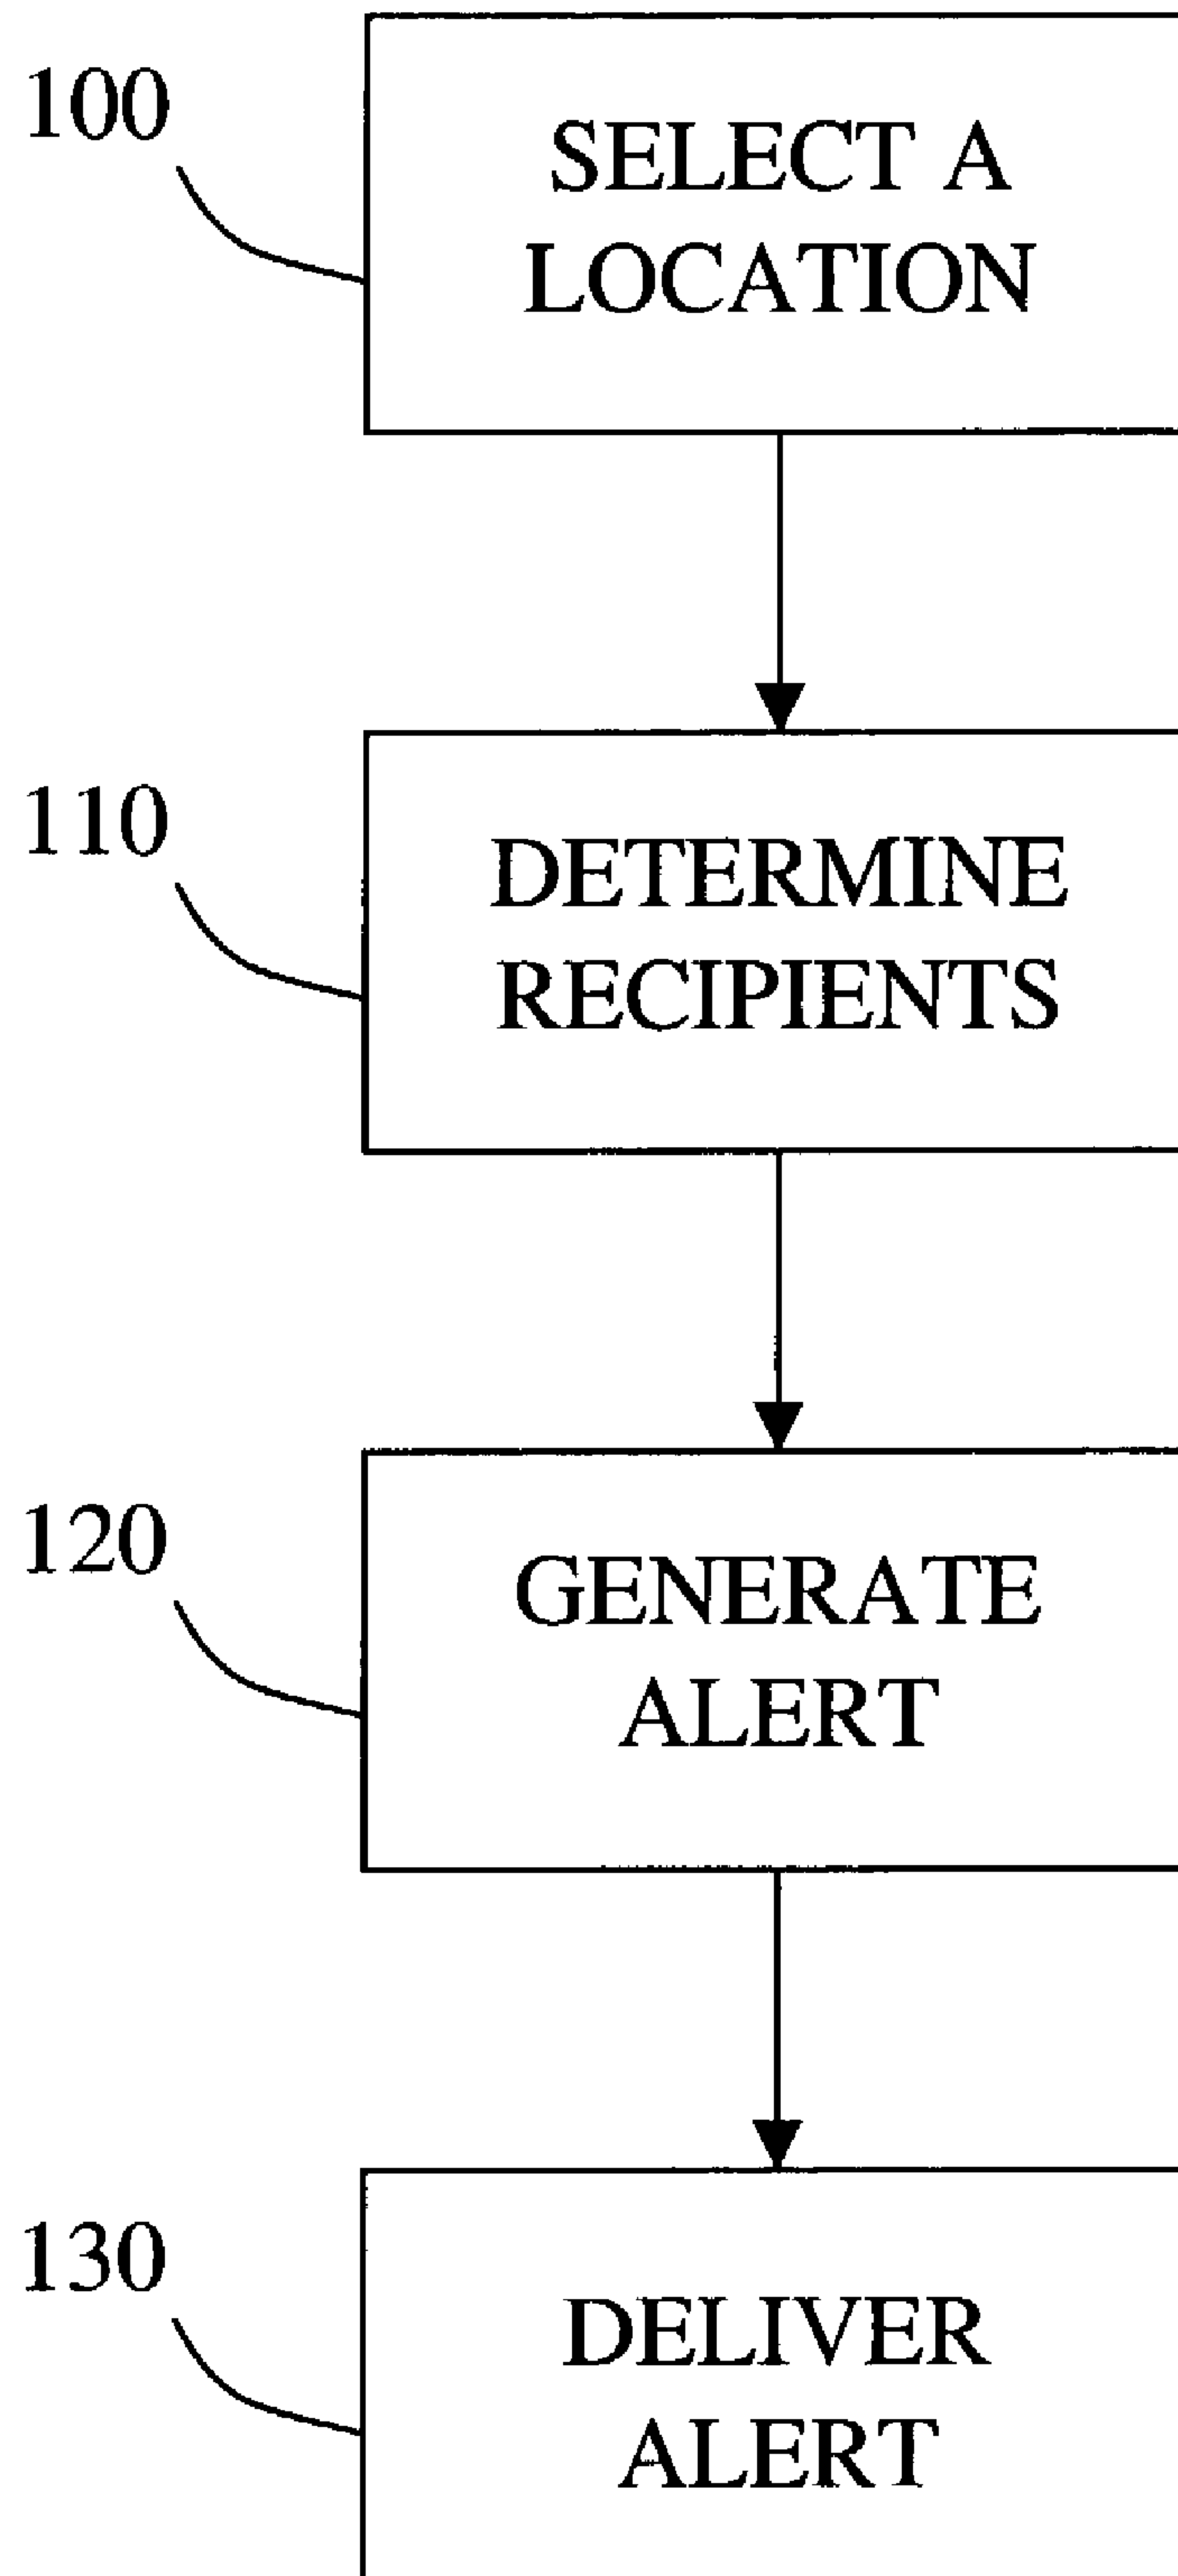 100
SELECT A
LOCATION
110
DETERMINE
RECIPIENTS
120
GENERATE
ALERT
130
DELIVER
ALERT